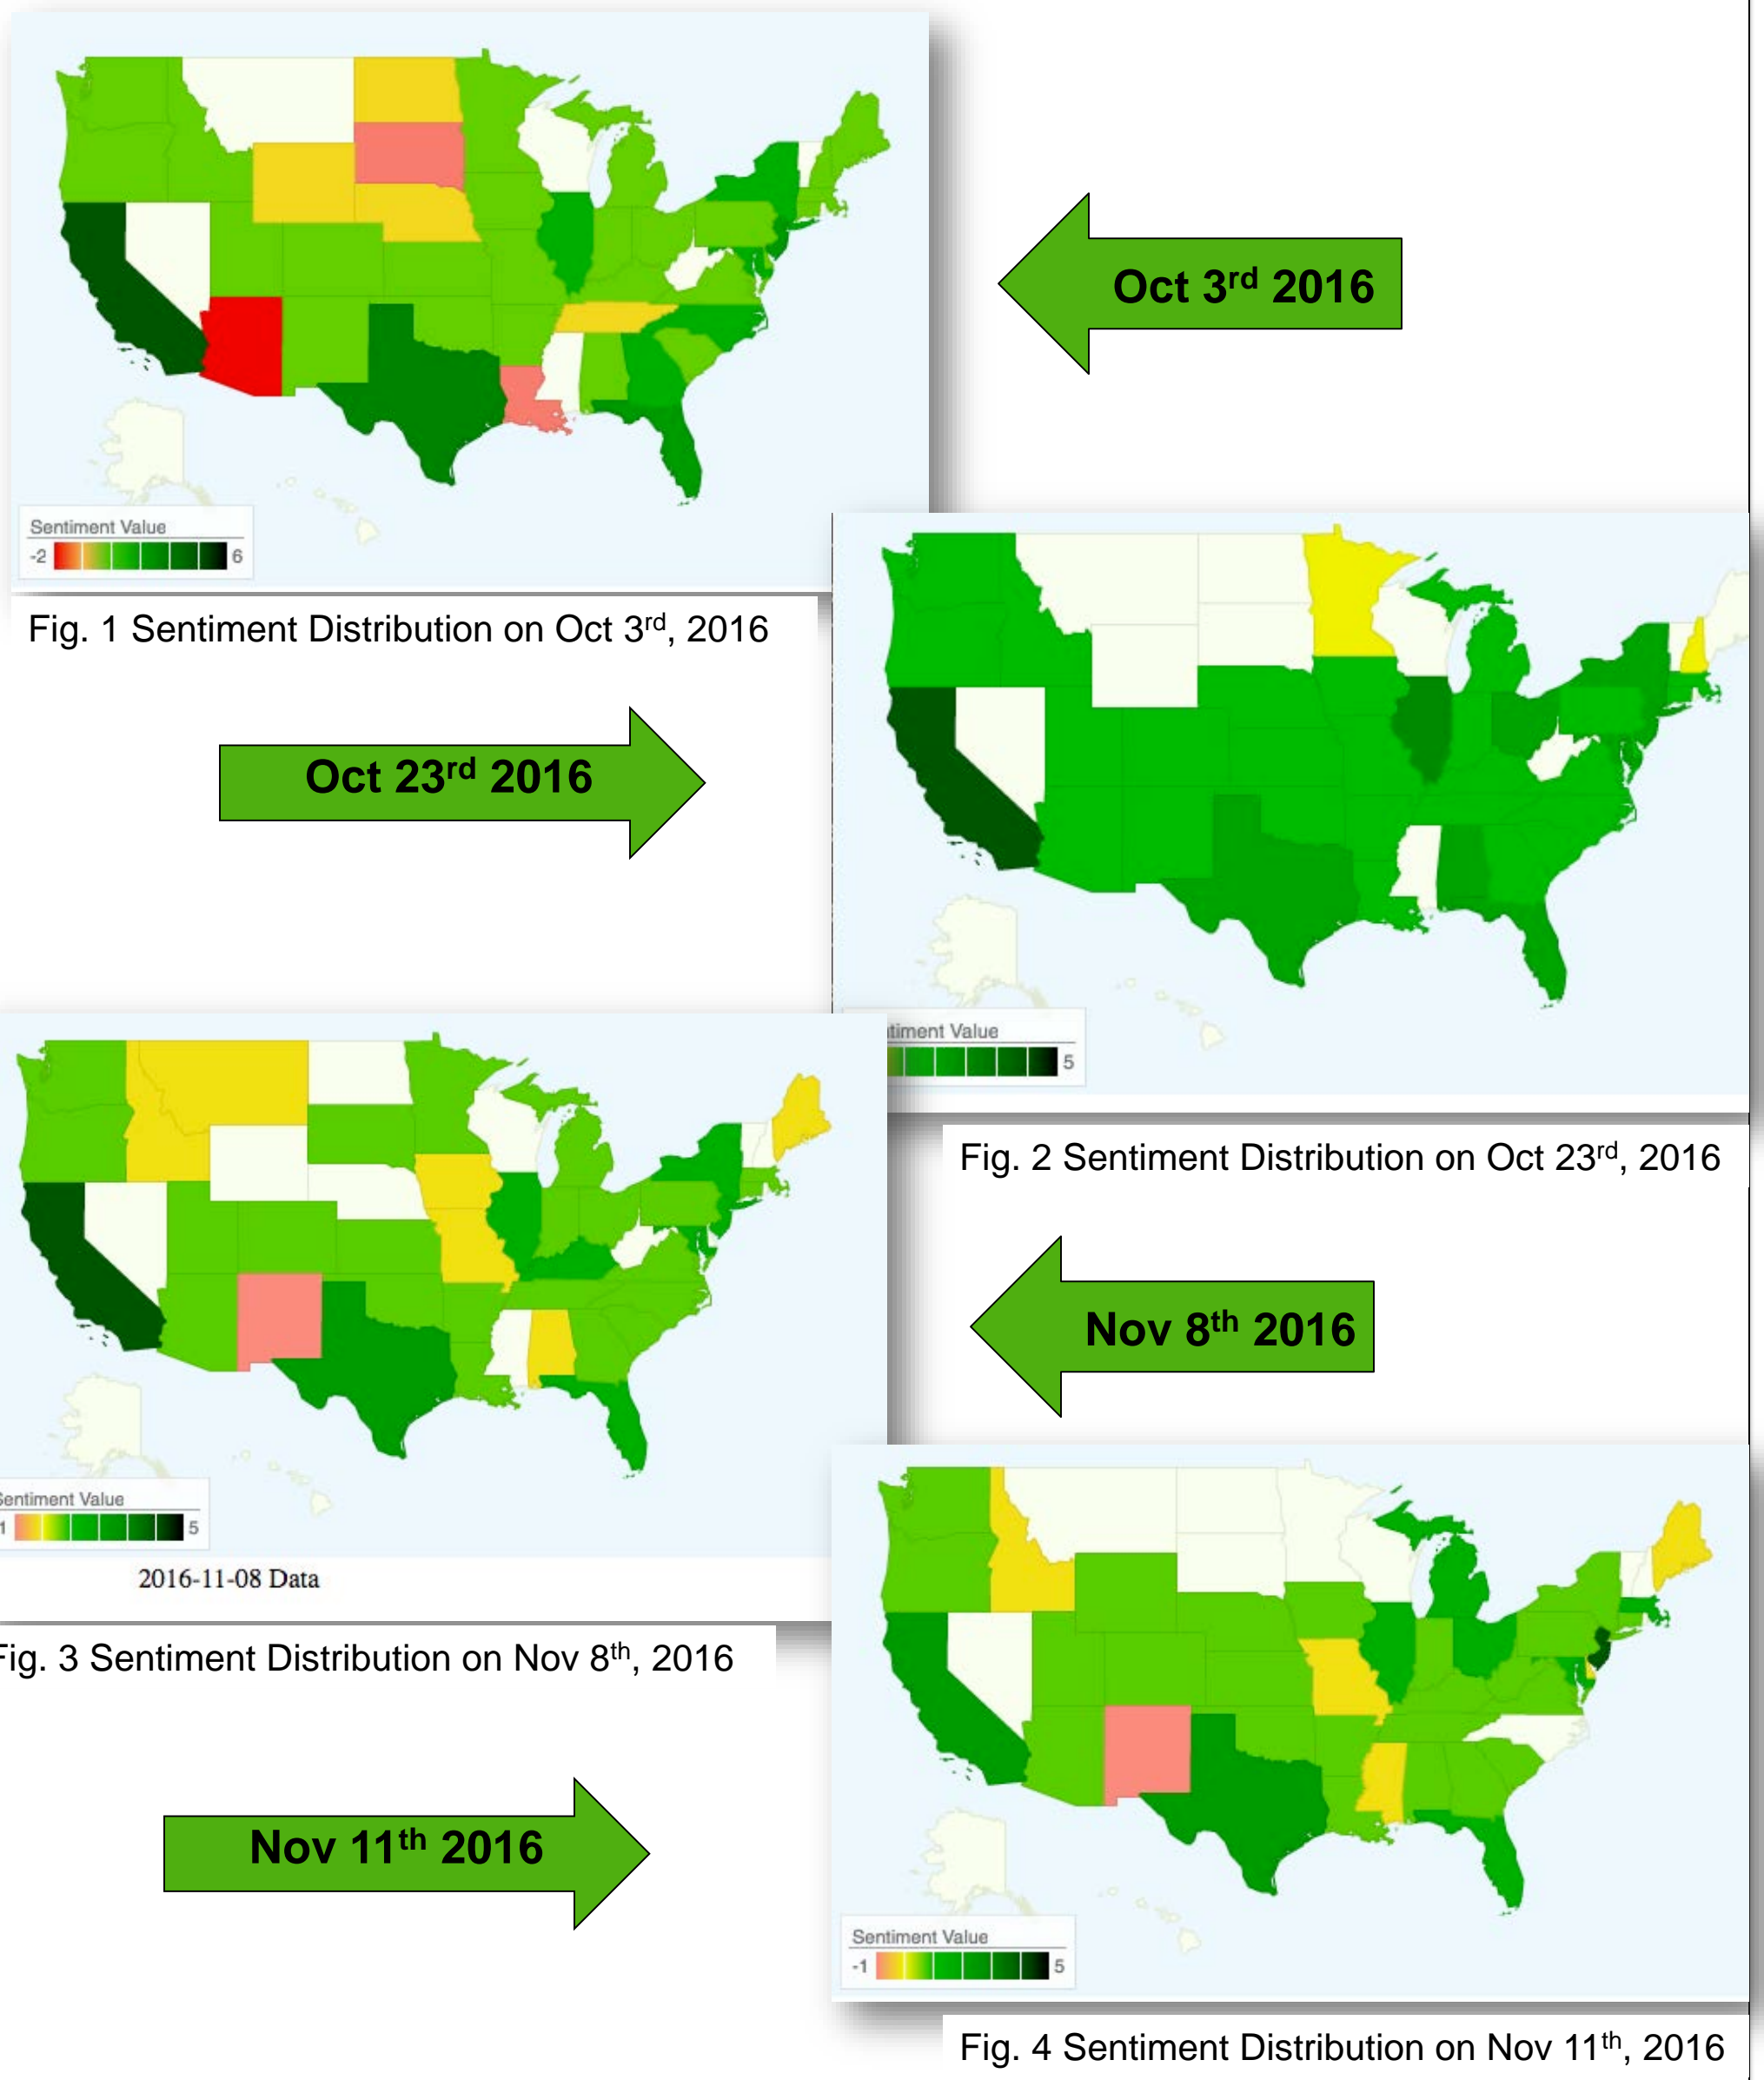 Oct 3rd 2016
Sentiment Value
-2 6
Fig. 1 Sentiment Distribution on Oct 3rd, 2016
Oct 23rd 2016
timent Value
5
Fig. 2 Sentiment Distribution on Oct 23rd, 2016
Nov 8th 2016
Sentiment Value
1 5
2016-11-08 Data
Fig. 3 Sentiment Distribution on Nov 8th, 2016
Nov 11th 2016
Sentiment Value
-1 5
Fig. 4 Sentiment Distribution on Nov 11th, 2016